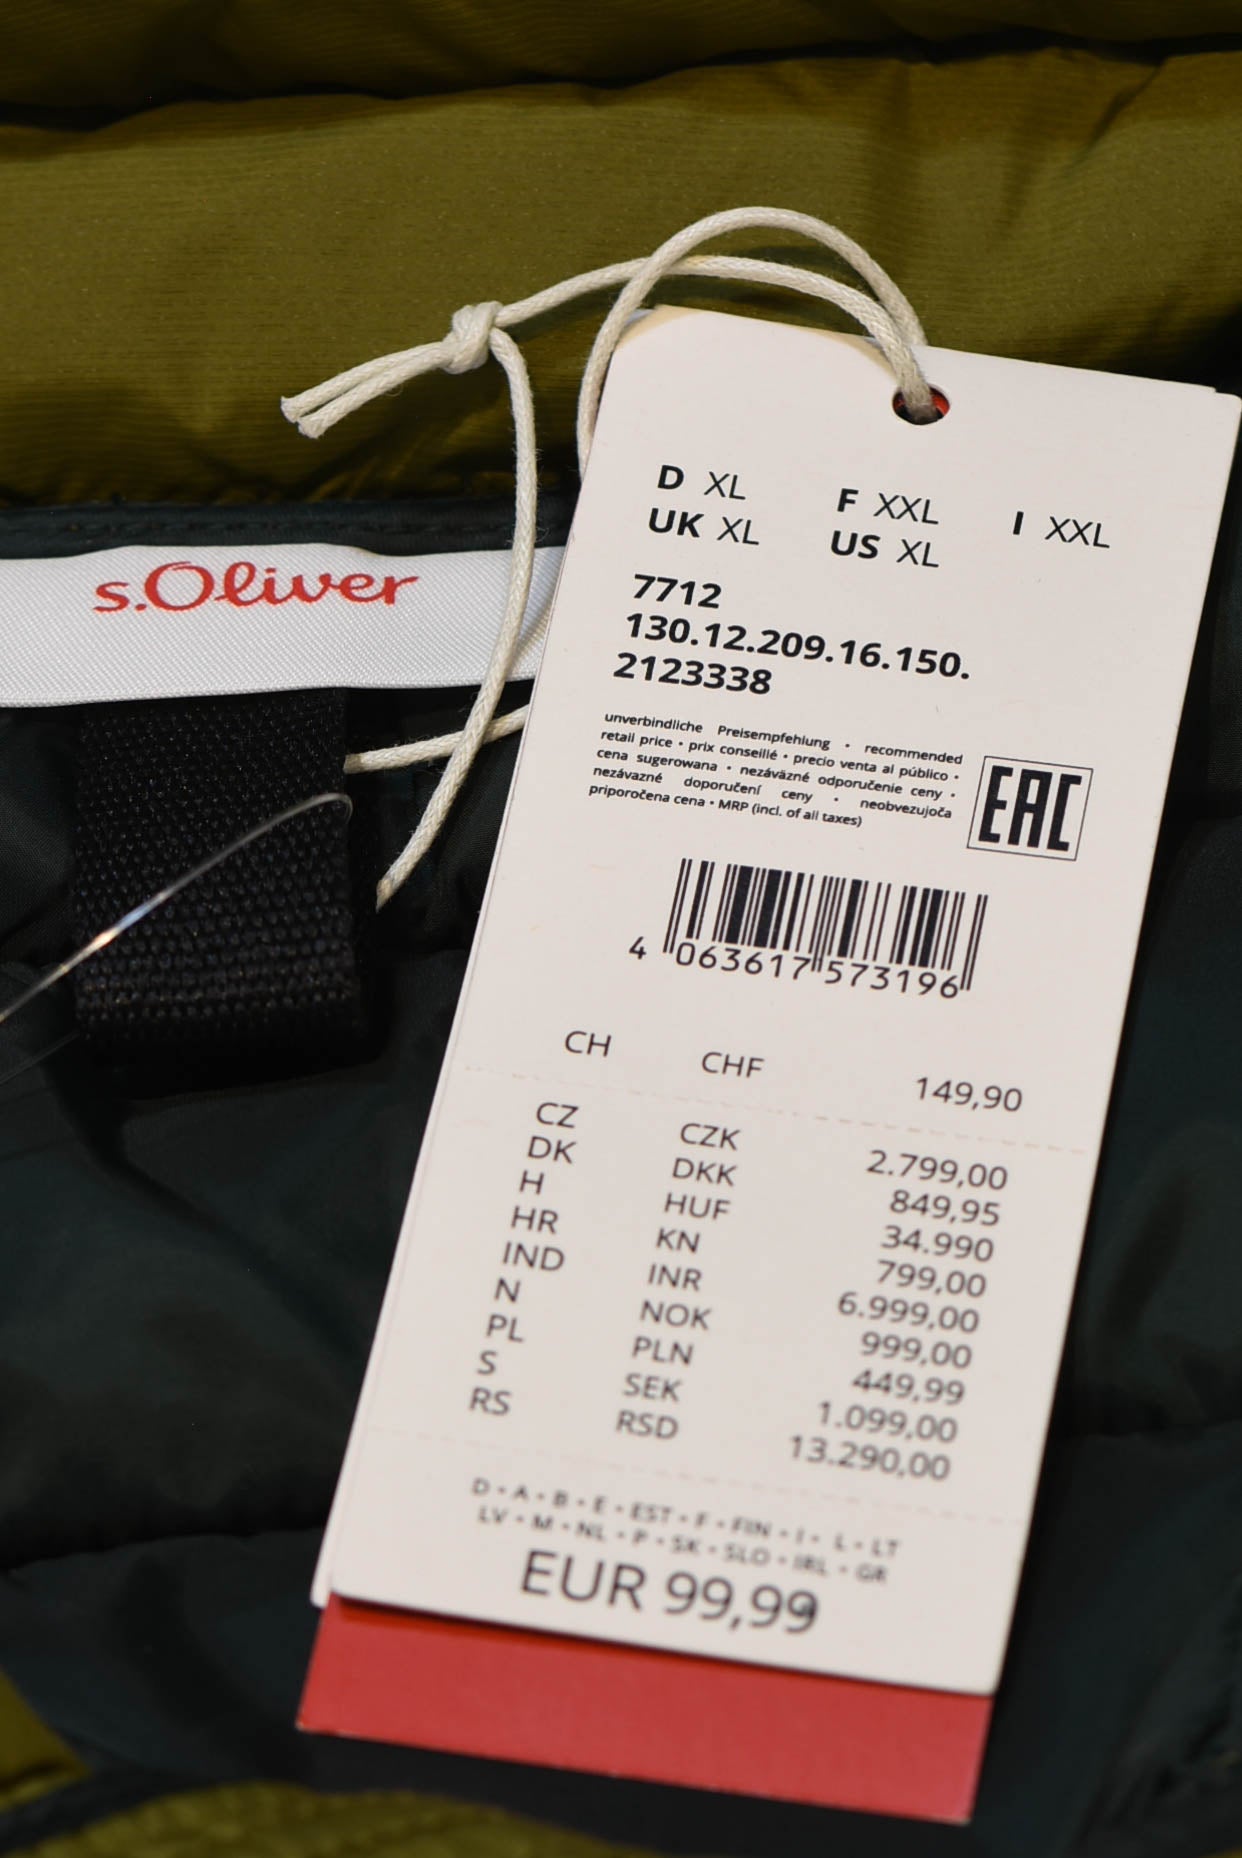 s.Oliver
D XL F XXL I XXL
UK XL US XL
7712
130.12.209.16.150.
2123338
unverbindliche Preisempfehlung • recommended
retail price • prix conseillé • precio venta al público •
cena sugerowana • nezáväzné odporučenie ceny •
nezávazné doporučení ceny • neobvezujoča
priporočena cena • MRP (incl. of all taxes)
EAC
4 063617 573196
CH CHF 149,90
CZ CZK 2.799,00
DK DKK 849,95
H HUF 34.990
HR KN 799,00
IND INR 6.999,00
N NOK 999,00
PL PLN 449,99
S SEK 1.099,00
RS RSD 13.290,00
D • A • B • E • EST • F • FIN • I • L • LT
LV • M • NL • P • SK • SLO • IRL • GR
EUR 99,99